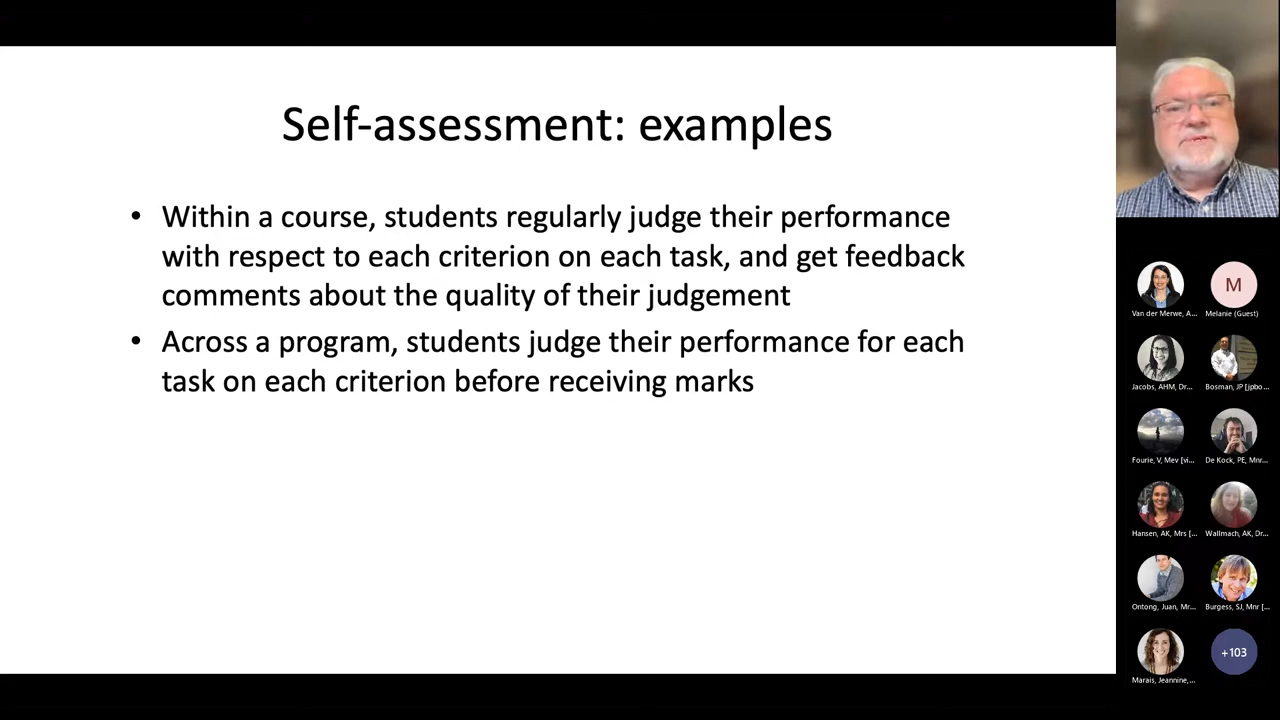 Self-assessment: examples
• Within a course, students regularly judge their performance
with respect to each criterion on each task, and get feedback
comments about the quality of their judgement
• Across a program, students judge their performance for each
task on each criterion before receiving marks
M
Van der Merwe, A...
Melanie (Guest)
Jacobs, AHM, Dr...
Bosman, JP [jpbo...
Fourie, V, Mev [vi...
De Kock, PE, Mnr...
Hansen, AK, Mrs [...
Wallmach, AK, Dr...
Ontong, Juan, Mr...
Burgess, SJ, Mnr [...
+103
Marais, Jeannine,...